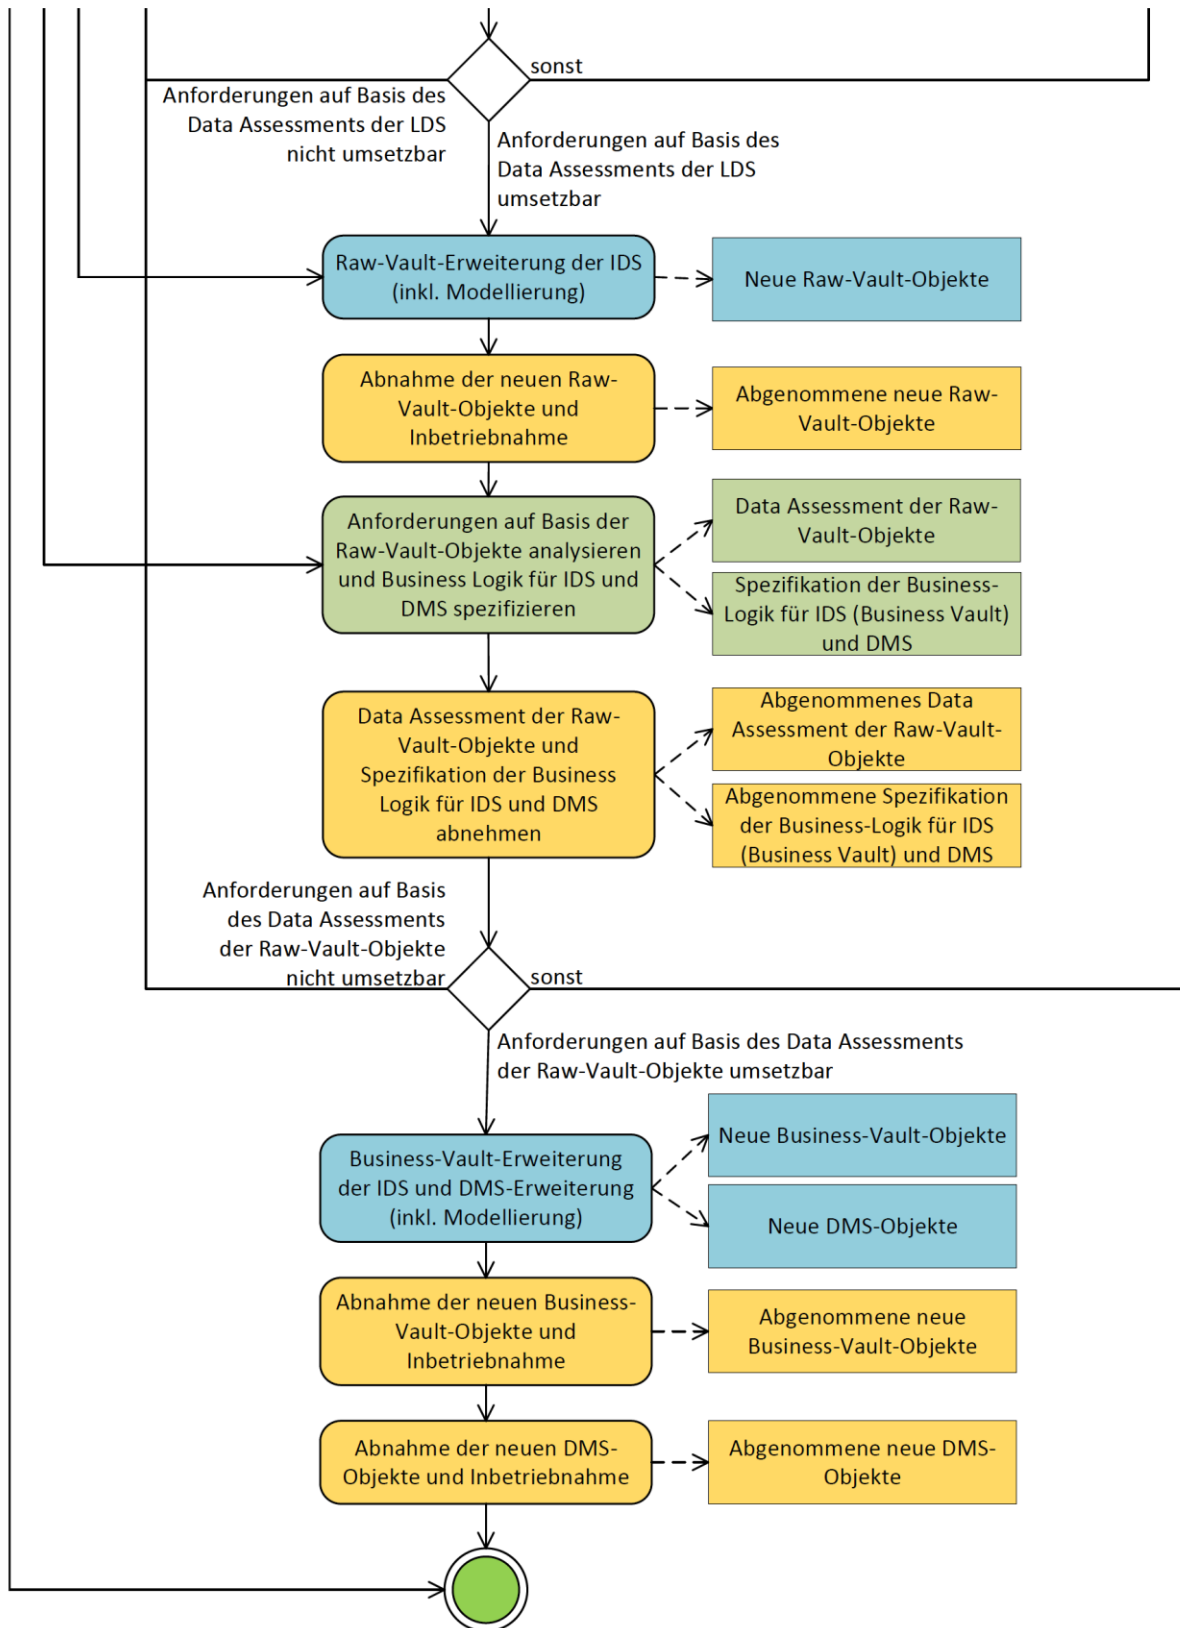 sonst
Anforderungen auf Basis des
Data Assessments der LDS
nicht umsetzbar
Anforderungen auf Basis des
Data Assessments der LDS
umsetzbar
Raw-Vault-Erweiterung der IDS
(inkl. Modellierung)
Neue Raw-Vault-Objekte
Abnahme der neuen Raw-
Vault-Objekte und
Inbetriebnahme
Abgenommene neue Raw-
Vault-Objekte
Anforderungen auf Basis der
Raw-Vault-Objekte analysieren
und Business Logik für IDS und
DMS spezifizieren
Data Assessment der Raw-
Vault-Objekte
Spezifikation der Business-
Logik für IDS (Business Vault)
und DMS
Data Assessment der Raw-
Vault-Objekte und
Spezifikation der Business
Logik für IDS und DMS
abnehmen
Abgenommenes Data
Assessment der Raw-Vault-
Objekte
Abgenommene Spezifikation
der Business-Logik für IDS
(Business Vault) und DMS
Anforderungen auf Basis
des Data Assessments
der Raw-Vault-Objekte
nicht umsetzbar
sonst
Anforderungen auf Basis des Data Assessments
der Raw-Vault-Objekte umsetzbar
Business-Vault-Erweiterung
der IDS und DMS-Erweiterung
(inkl. Modellierung)
Neue Business-Vault-Objekte
Neue DMS-Objekte
Abnahme der neuen Business-
Vault-Objekte und
Inbetriebnahme
Abgenommene neue
Business-Vault-Objekte
Abnahme der neuen DMS-
Objekte und Inbetriebnahme
Abgenommene neue DMS-
Objekte